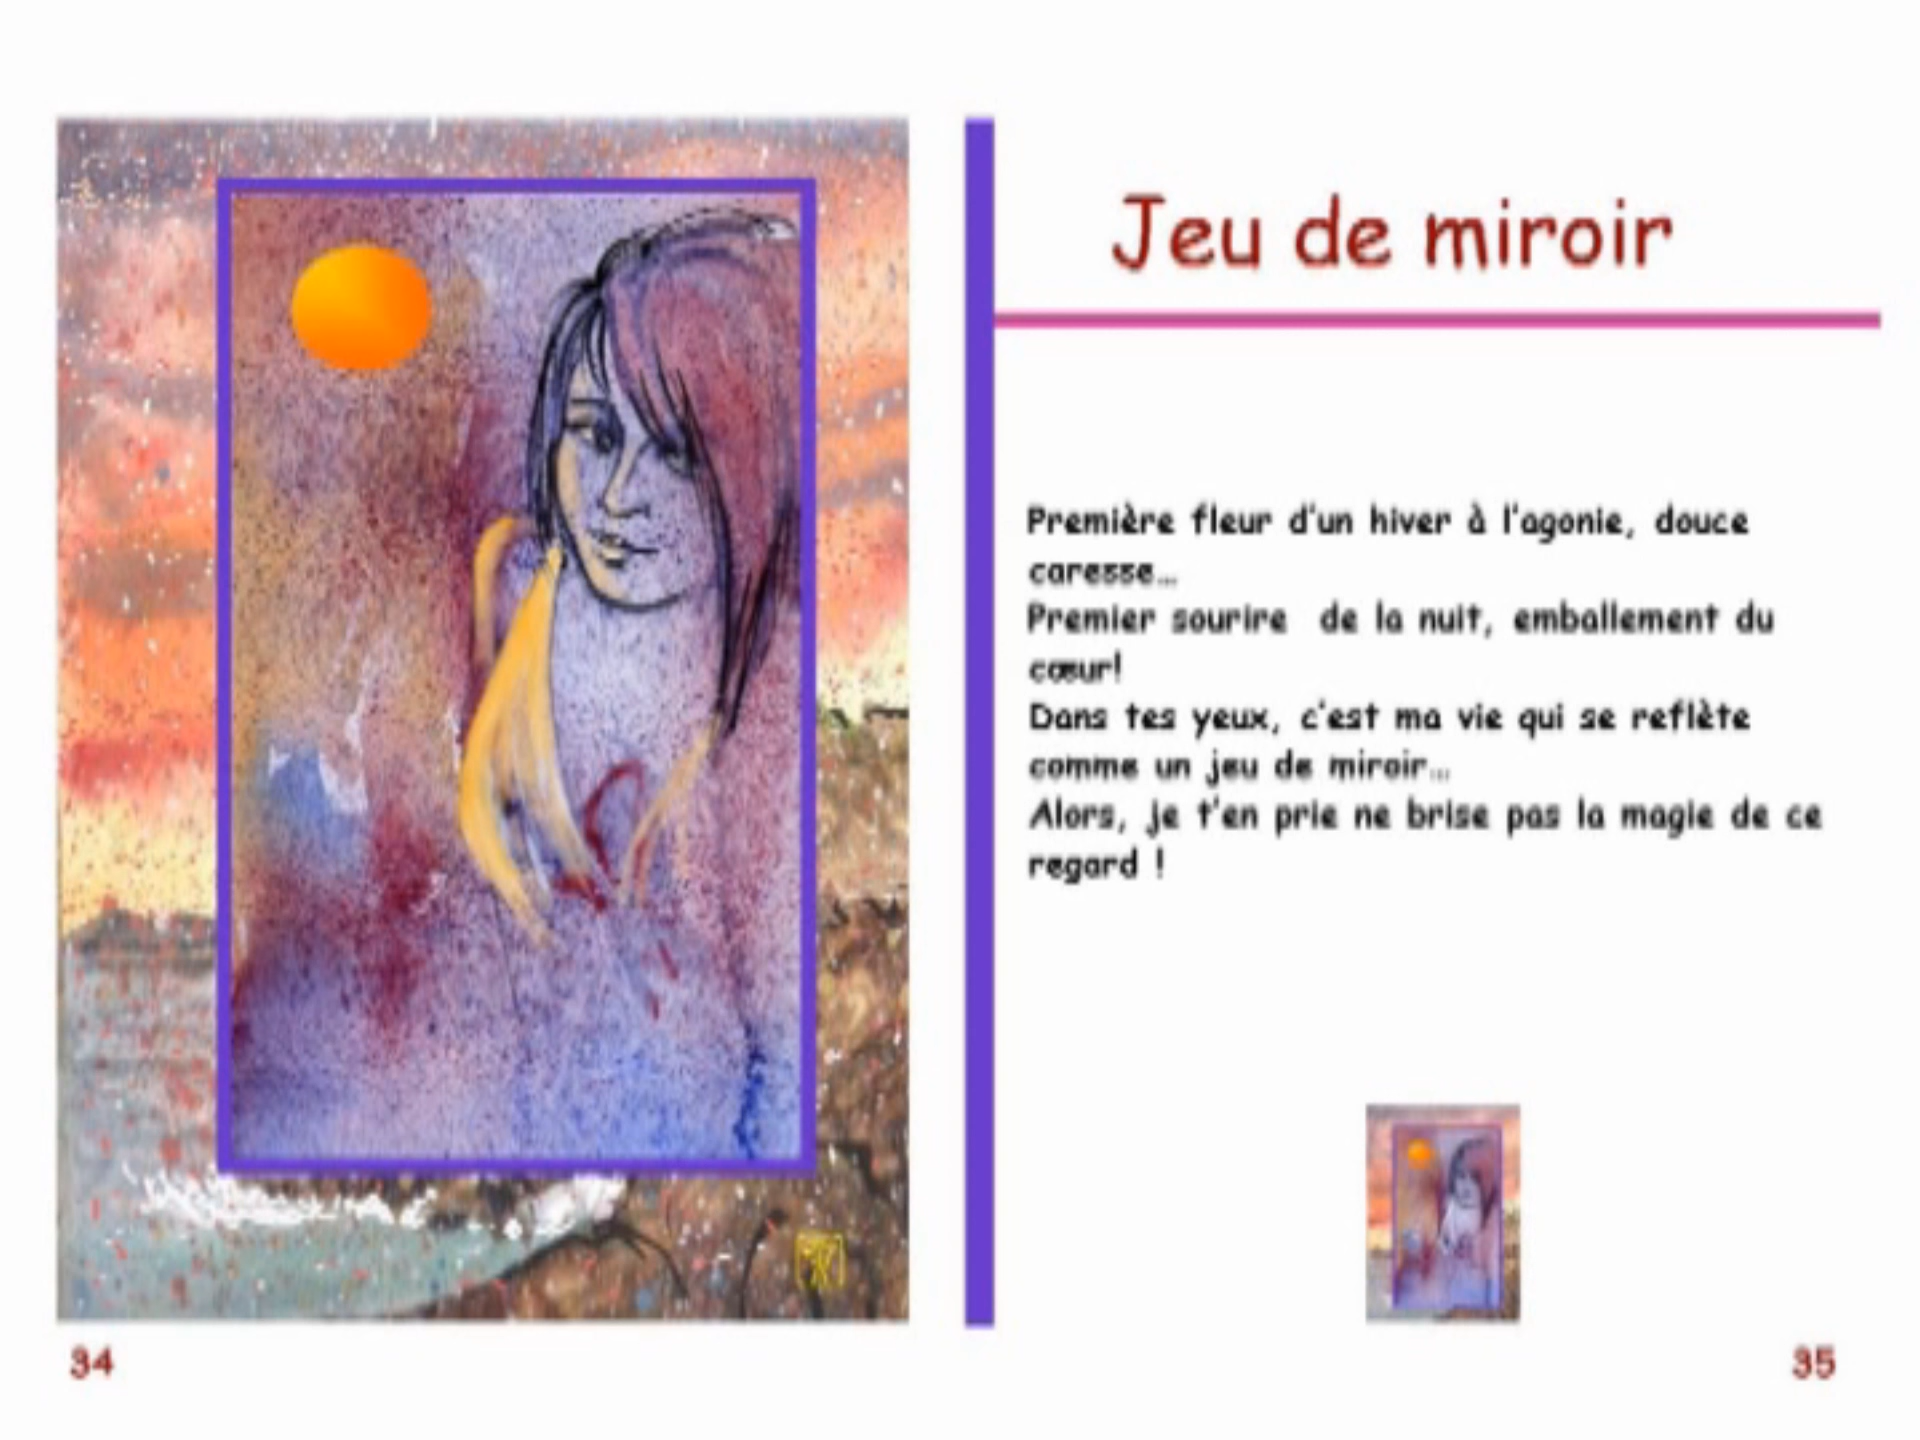 Jeu de miroir
Première fleur d'un hiver à l'agonie, douce
caresse…
Premier sourire  de la nuit, emballement du
cœur!
Dans tes yeux, c'est ma vie qui se reflète
comme un jeu de miroir…
Alors, je t'en prie ne brise pas la magie de ce
regard !
34
35